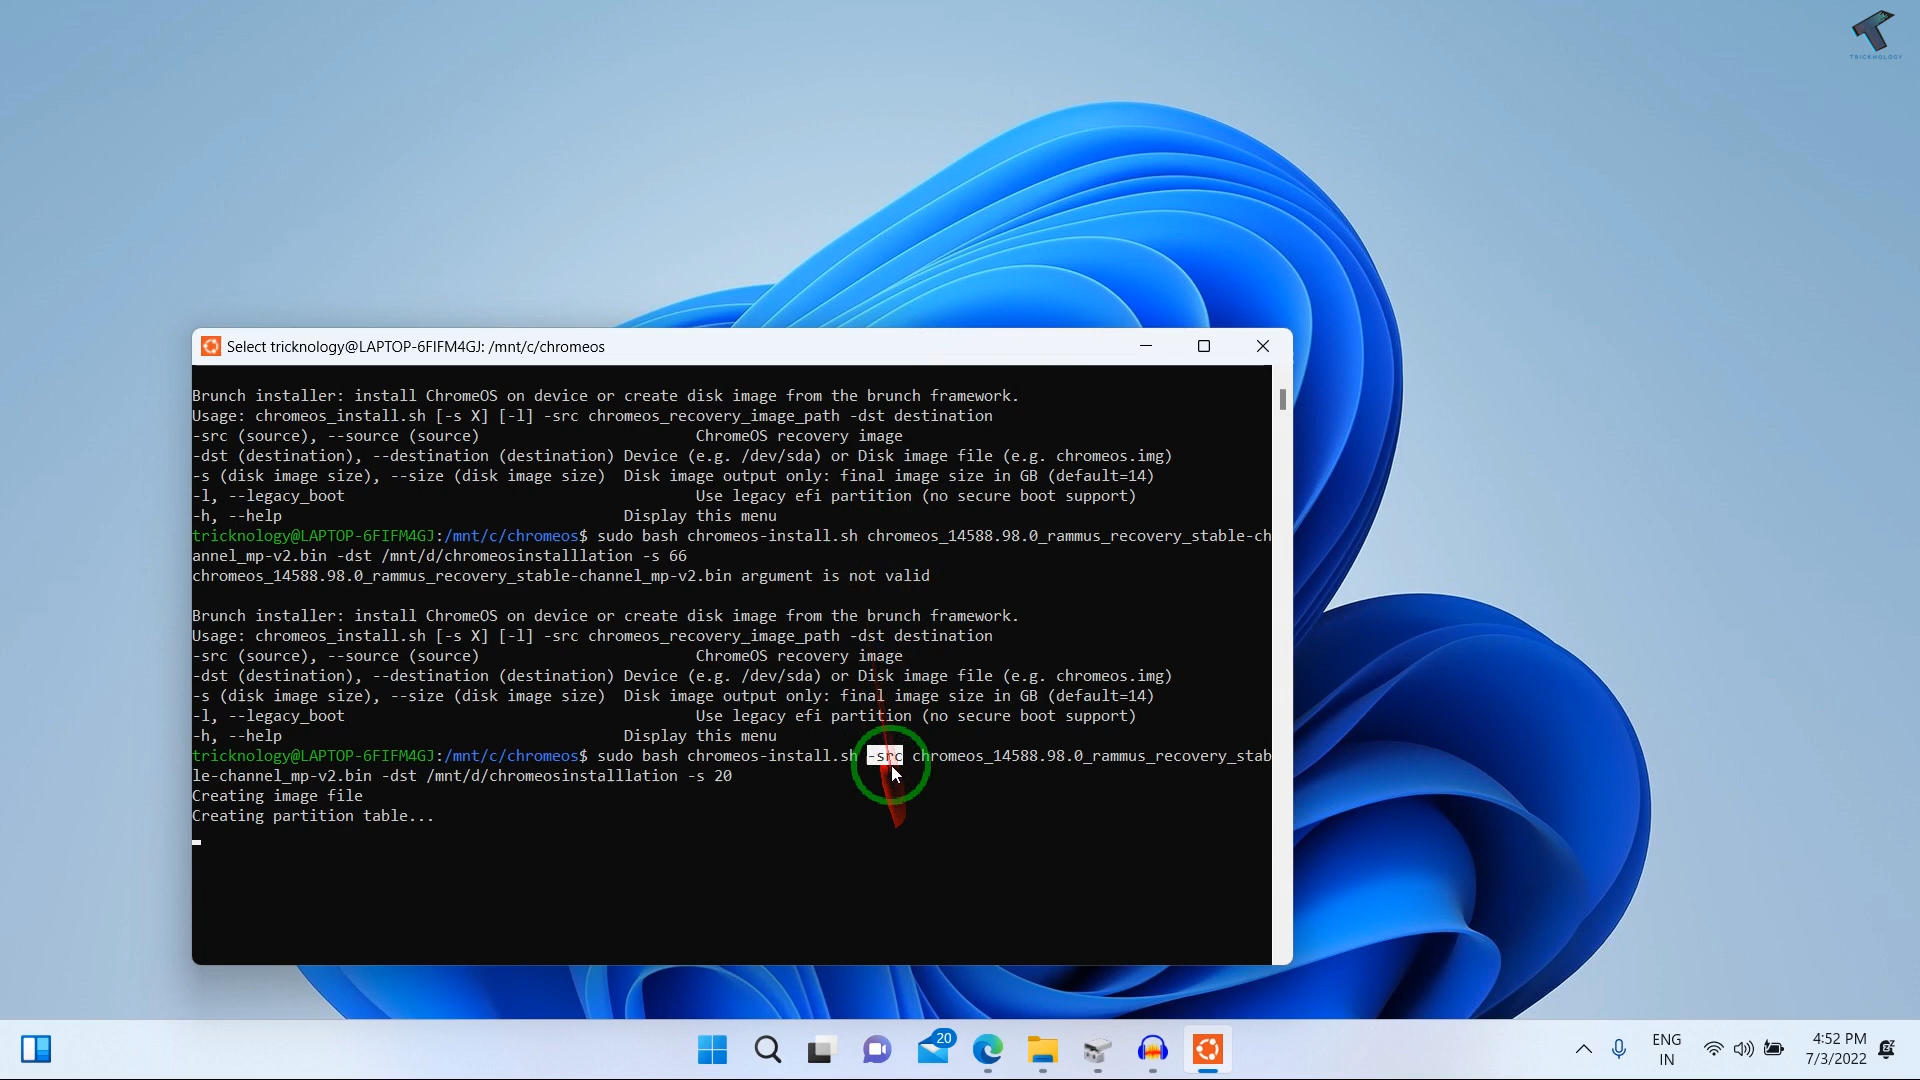 TRICKNOLOGY
Select tricknology@LAPTOP-6FIFM4GJ: /mnt/c/chromeos
Brunch installer: install ChromeOS on device or create disk image from the brunch framework.
Usage: chromeos_install.sh [-s X] [-l] -src chromeos_recovery_image_path -dst destination
-src (source), --source (source) ChromeOS recovery image
-dst (destination), --destination (destination) Device (e.g. /dev/sda) or Disk image file (e.g. chromeos.img)
-s (disk image size), --size (disk image size) Disk image output only: final image size in GB (default=14)
-l, --legacy_boot Use legacy efi partition (no secure boot support)
-h, --help Display this menu
tricknology@LAPTOP-6FIFM4GJ:/mnt/c/chromeos$ sudo bash chromeos-install.sh chromeos_14588.98.0_rammus_recovery_stable-ch
annel_mp-v2.bin -dst /mnt/d/chromeosinstalllation -s 66
chromeos_14588.98.0_rammus_recovery_stable-channel_mp-v2.bin argument is not valid
Brunch installer: install ChromeOS on device or create disk image from the brunch framework.
Usage: chromeos_install.sh [-s X] [-l] -src chromeos_recovery_image_path -dst destination
-src (source), --source (source) ChromeOS recovery image
-dst (destination), --destination (destination) Device (e.g. /dev/sda) or Disk image file (e.g. chromeos.img)
-s (disk image size), --size (disk image size) Disk image output only: final image size in GB (default=14)
-l, --legacy_boot Use legacy efi partition (no secure boot support)
-h, --help Display this menu
tricknology@LAPTOP-6FIFM4GJ:/mnt/c/chromeos$ sudo bash chromeos-install.sh -src chromeos_14588.98.0_rammus_recovery_stab
le-channel_mp-v2.bin -dst /mnt/d/chromeosinstalllation -s 20
Creating image file
Creating partition table...
20
ENG
IN
4:52 PM
7/3/2022